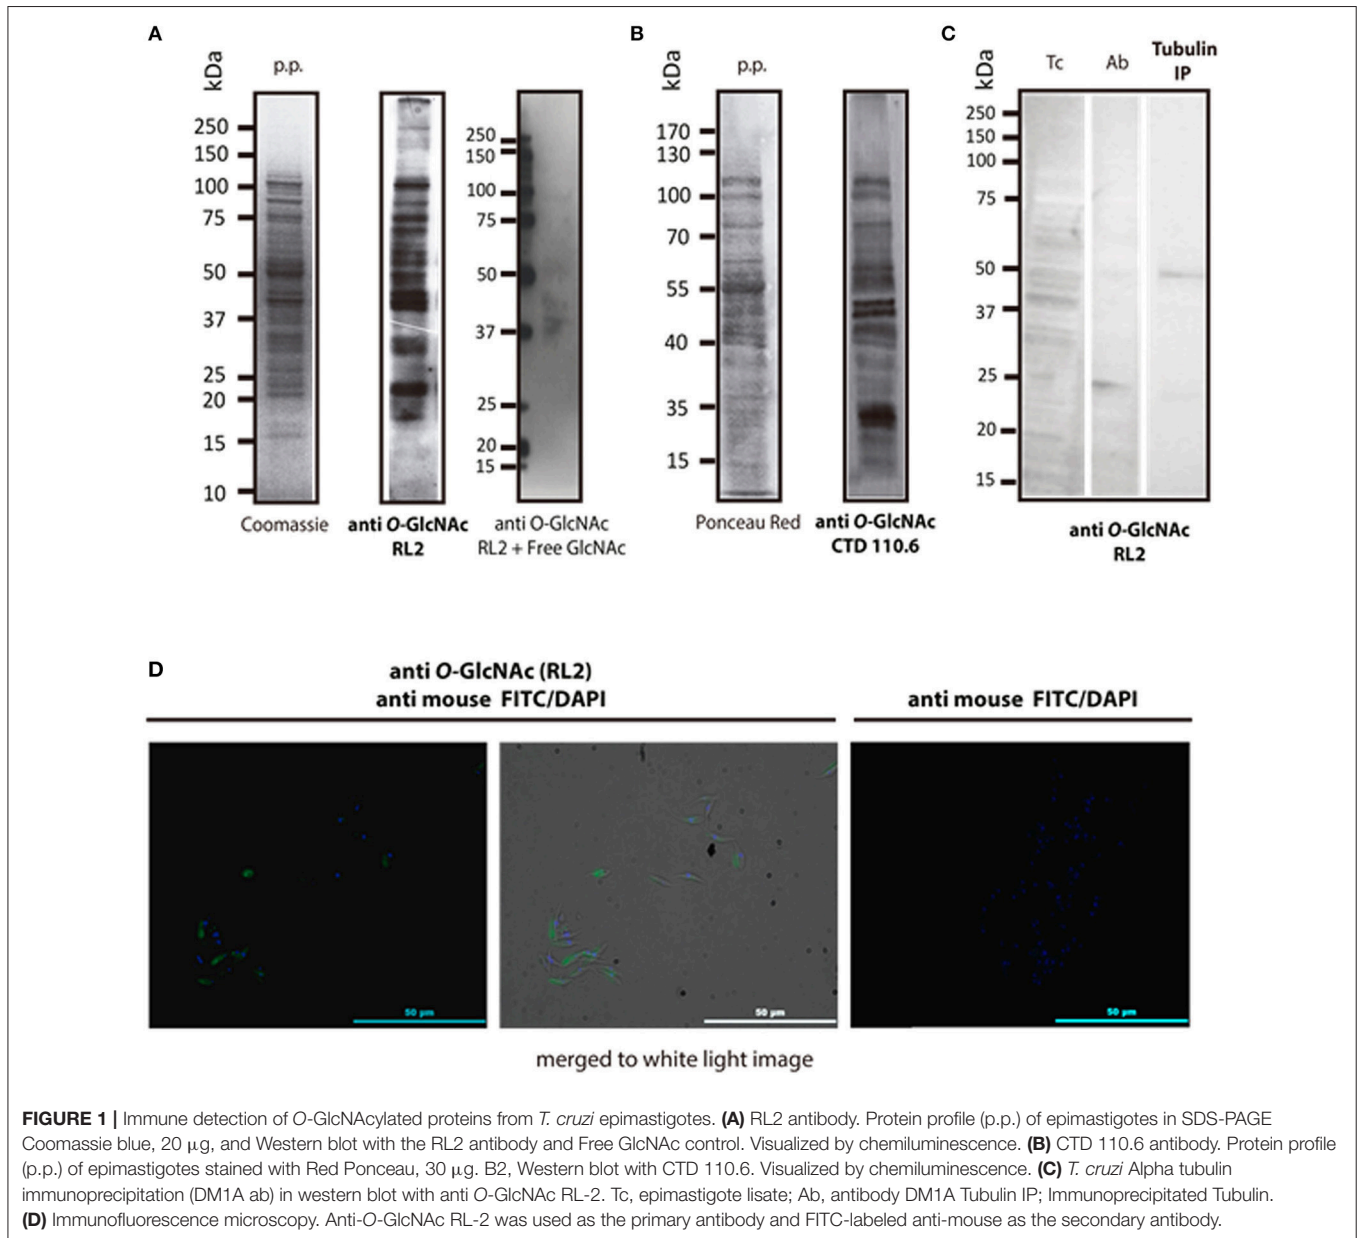 A
B
C
kDa
p.p.
250
150
100
75
50
37
25
20
15
10
250
150
100
75
50
37
25
20
15
Coomassie
anti O-GlcNAc
RL2
anti O-GlcNAc
RL2 + Free GlcNAc
kDa
p.p.
170
130
100
70
55
40
35
15
Ponceau Red
anti O-GlcNAc
CTD 110.6
kDa
Tc
Ab
Tubulin
IP
250
150
100
75
50
37
25
20
15
anti O-GlcNAc
RL2
D
anti O-GlcNAc (RL2)
anti mouse FITC/DAPI
anti mouse FITC/DAPI
50 µm
50 µm
50 µm
merged to white light image
FIGURE 1 | Immune detection of O-GlcNAcylated proteins from T. cruzi epimastigotes. (A) RL2 antibody. Protein profile (p.p.) of epimastigotes in SDS-PAGE
Coomassie blue, 20 µg, and Western blot with the RL2 antibody and Free GlcNAc control. Visualized by chemiluminescence. (B) CTD 110.6 antibody. Protein profile
(p.p.) of epimastigotes stained with Red Ponceau, 30 µg. B2, Western blot with CTD 110.6. Visualized by chemiluminescence. (C) T. cruzi Alpha tubulin
immunoprecipitation (DM1A ab) in western blot with anti O-GlcNAc RL-2. Tc, epimastigote lisate; Ab, antibody DM1A Tubulin IP; Immunoprecipitated Tubulin.
(D) Immunofluorescence microscopy. Anti-O-GlcNAc RL-2 was used as the primary antibody and FITC-labeled anti-mouse as the secondary antibody.